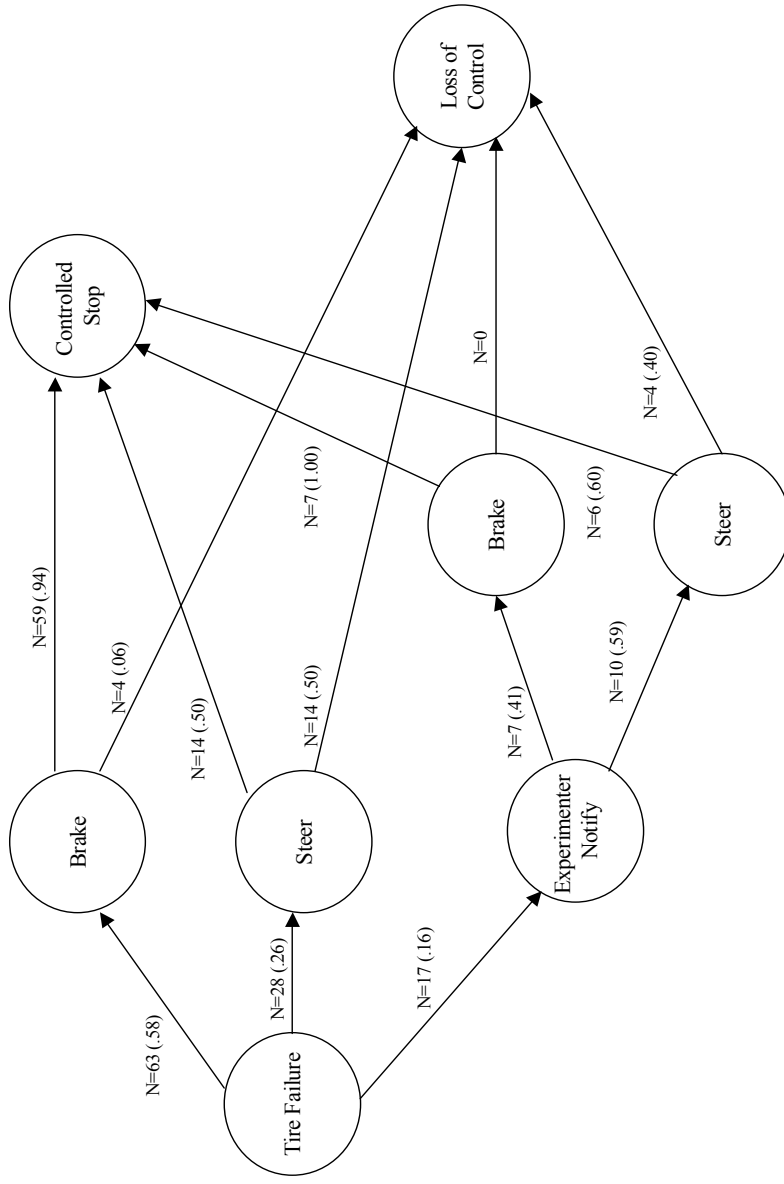 Tire Failure
N=63 (.58)
N=28 (.26)
N=17 (.16)
Brake
Steer
Experimenter
Notify
N=59 (.94)
N=4 (.06)
N=14 (.50)
N=14 (.50)
N=7 (.41)
N=10 (.59)
Brake
Steer
N=7 (1.00)
N=0
N=6 (.60)
N=4 (.40)
Controlled
Stop
Loss of
Control